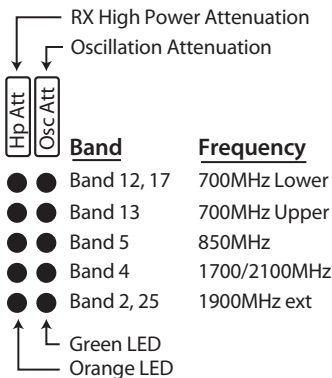 RX High Power Attenuation
Oscillation Attenuation
Hp Att
Osc Att
Band Frequency
Band 12, 17 700MHz Lower
Band 13 700MHz Upper
Band 5 850MHz
Band 4 1700/2100MHz
Band 2, 25 1900MHz ext
Green LED
Orange LED